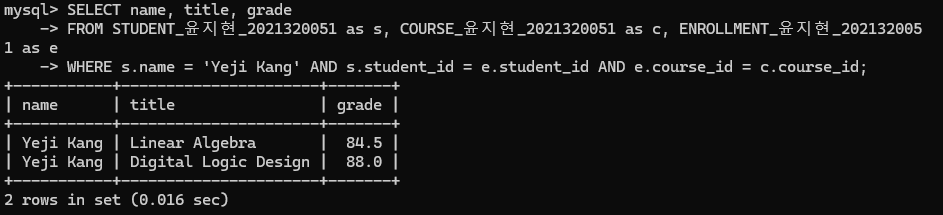 mysql> SELECT name, title, grade
    -> FROM STUDENT_윤지현_2021320051 as s, COURSE_윤지현_2021320051 as c, ENROLLMENT_윤지현_202132005
1 as e
    -> WHERE s.name = 'Yeji Kang' AND s.student_id = e.student_id AND e.course_id = c.course_id;
+-----------+----------------------+-------+
| name      | title                | grade |
+-----------+----------------------+-------+
| Yeji Kang | Linear Algebra       |  84.5 |
| Yeji Kang | Digital Logic Design |  88.0 |
+-----------+----------------------+-------+
2 rows in set (0.016 sec)